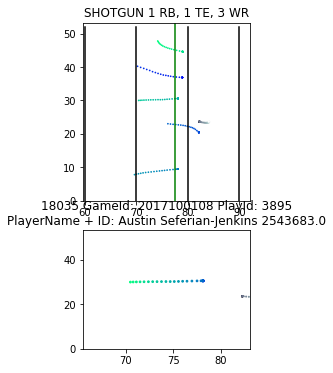 SHOTGUN 1 RB, 1 TE, 3 WR
50
40
30
20
10
0
60 70 80 90
18035 GameId: 2017100108 PlayId: 3895
PlayerName + ID: Austin Seferian-Jenkins 2543683.0
40
20
0
70 75 80